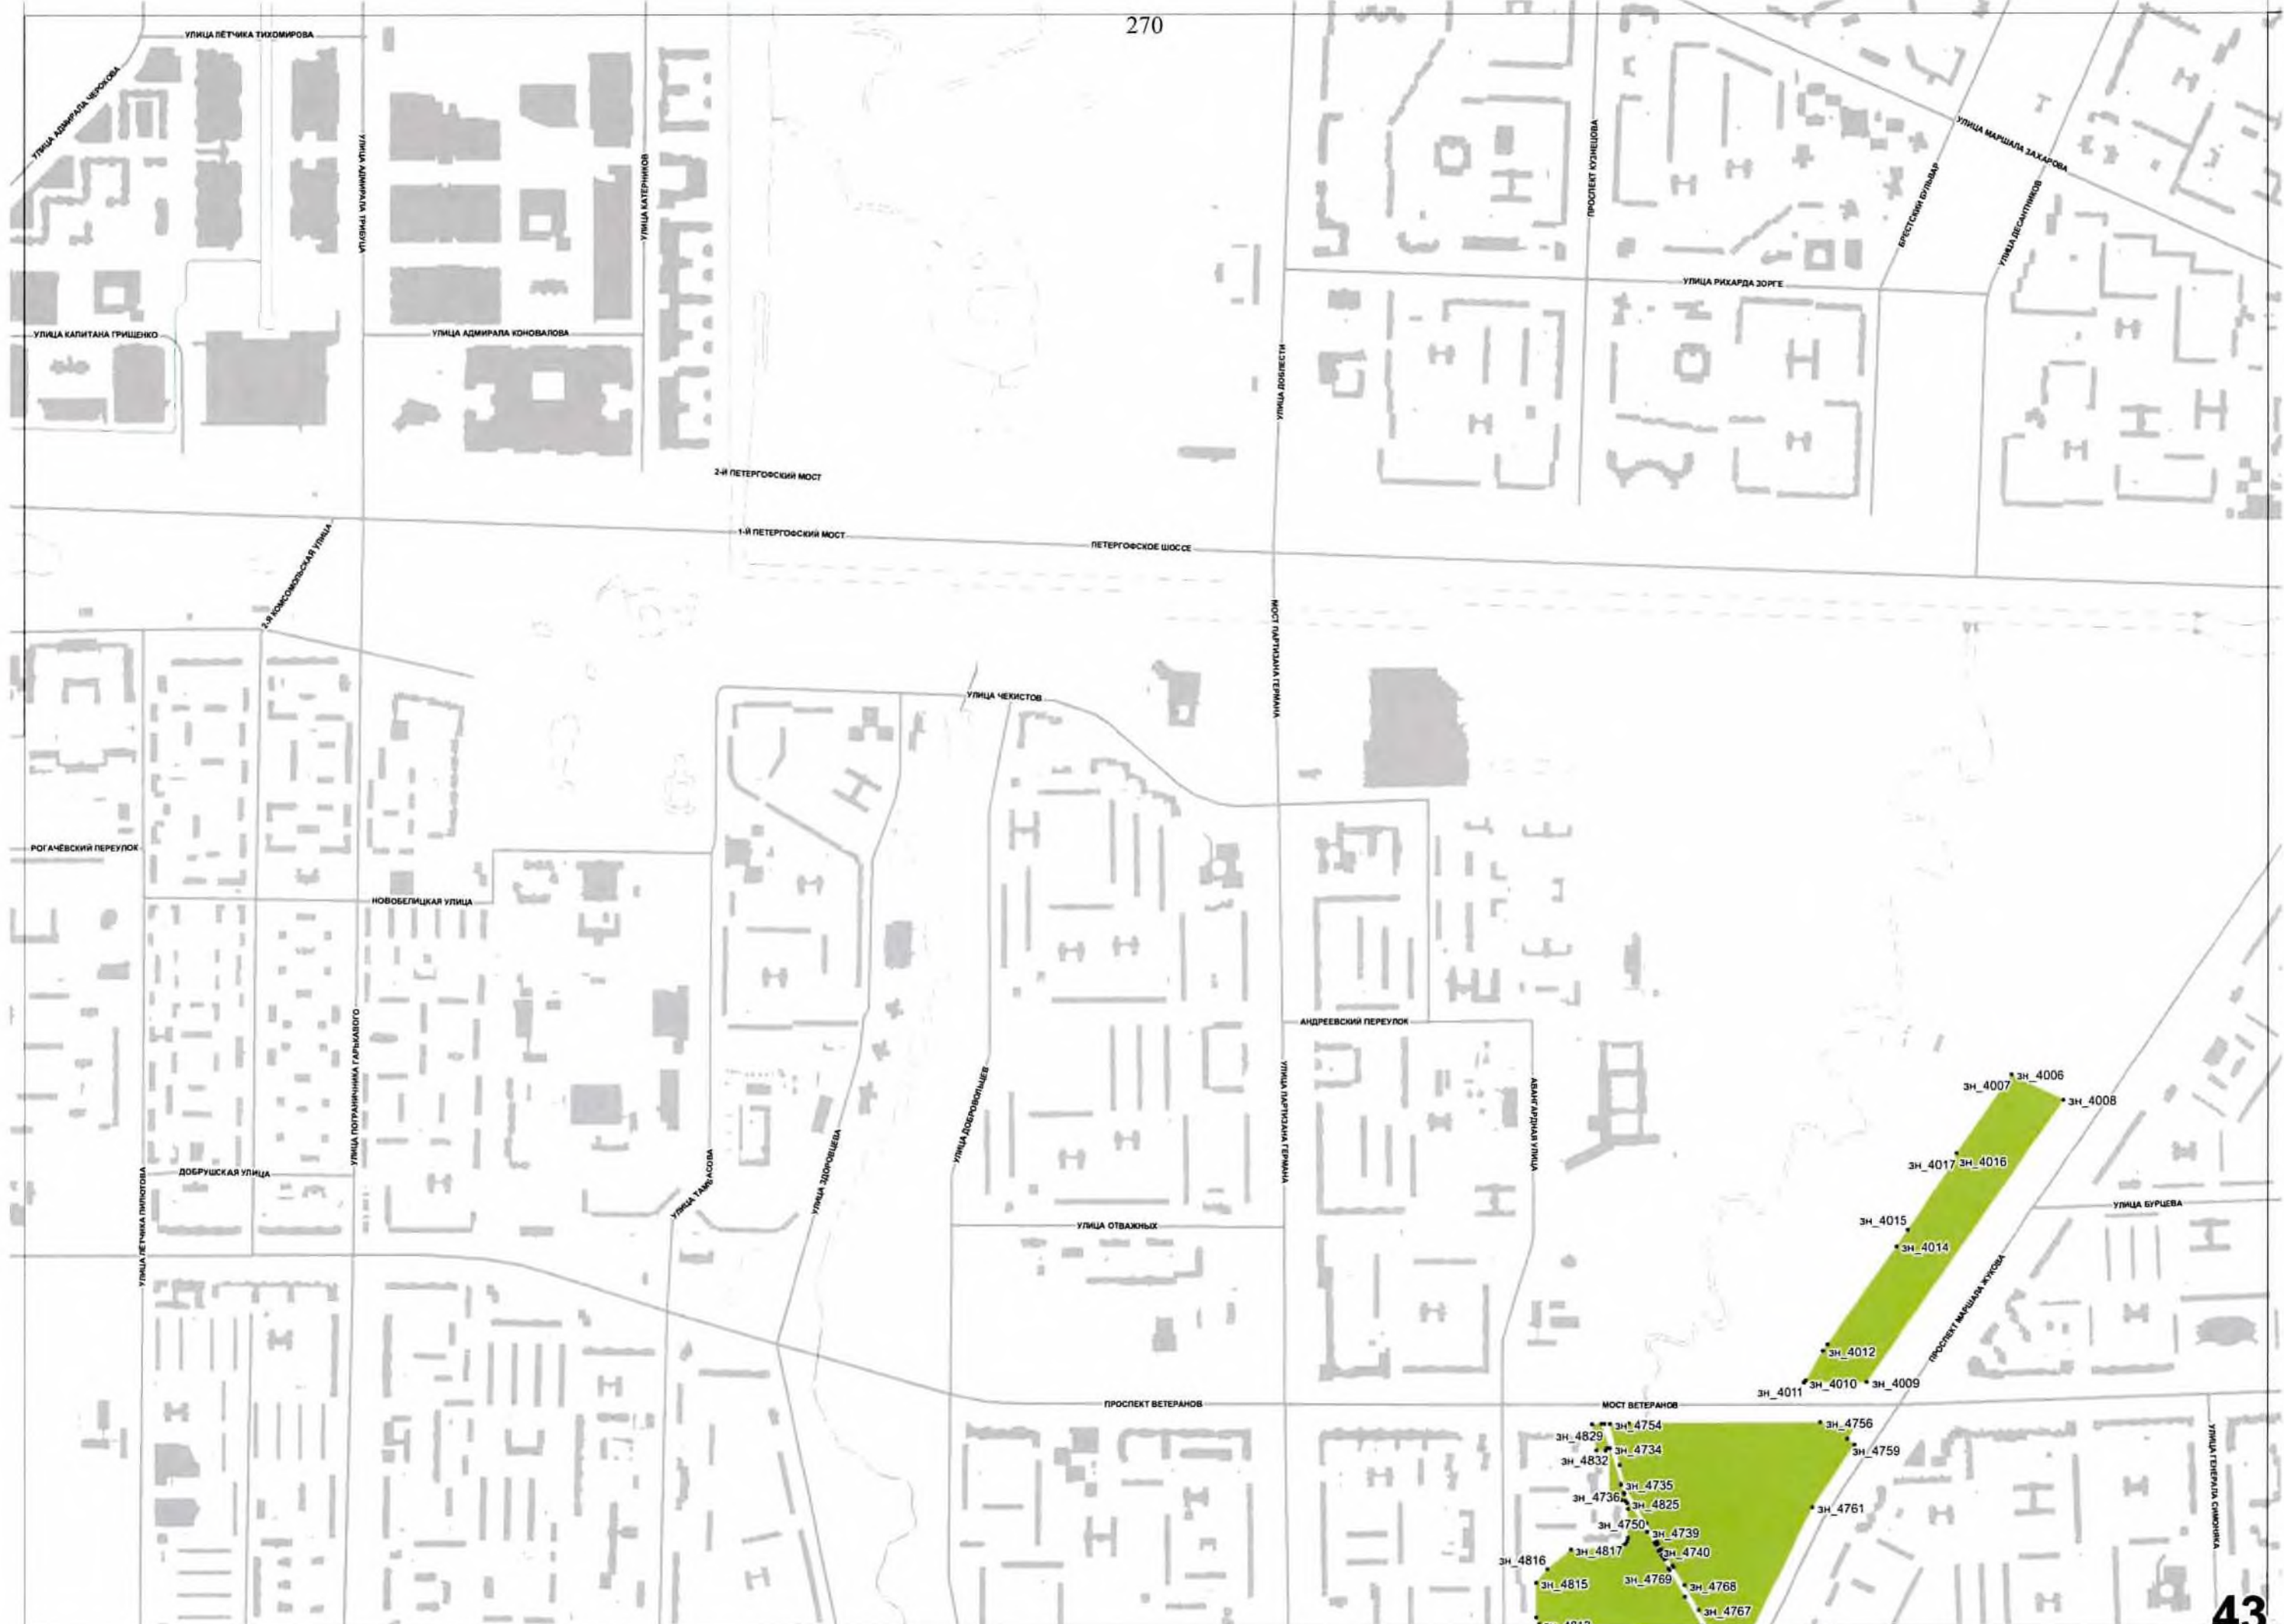 270
УЛИЦА ЛЁТЧИКА ТИХОМИРОВА
УЛИЦА АДМИРАЛА ЧЕРОКОВА
УЛИЦА АДМИРАЛА ТРИБУЦА
УЛИЦА КАТЕРНИКОВ
ПРОСПЕКТ КУЗНЕЦОВА
УЛИЦА МАРШАЛА ЗАХАРОВА
БРЕСТСКИЙ БУЛЬВАР
УЛИЦА ДЕСАНТНИКОВ
УЛИЦА РИХАРДА ЗОРГЕ
УЛИЦА КАПИТАНА ГРИЩЕНКО
УЛИЦА АДМИРАЛА КОНОВАЛОВА
УЛИЦА ДОБЛЕСТИ
2-Й ПЕТЕРГОФСКИЙ МОСТ
1-Й ПЕТЕРГОФСКИЙ МОСТ
ПЕТЕРГОФСКОЕ ШОССЕ
2-Я КОМСОМОЛЬСКАЯ УЛИЦА
МОСТ ПАРТИЗАНА ГЕРМАНА
УЛИЦА ЧЕКИСТОВ
РОГАЧЁВСКИЙ ПЕРЕУЛОК
НОВОБЕЛИЦКАЯ УЛИЦА
АНДРЕЕВСКИЙ ПЕРЕУЛОК
УЛИЦА ПОГРАНИЧНИКА ГАРЬКАВОГО
УЛИЦА ДОБРОВОЛЬЦЕВ
УЛИЦА ПАРТИЗАНА ГЕРМАНА
АВАНГАРДНАЯ УЛИЦА
зн_4006
зн_4007
зн_4008
зн_4017
зн_4016
ДОБРУШСКАЯ УЛИЦА
УЛИЦА ЛЁТЧИКА ПИЛЮТОВА
УЛИЦА ТАМБАСОВА
УЛИЦА ЗДОРОВЦЕВА
УЛИЦА ОТВАЖНЫХ
УЛИЦА БУРЦЕВА
зн_4015
зн_4014
ПРОСПЕКТ МАРШАЛА ЖУКОВА
зн_4012
зн_4011
зн_4010
зн_4009
ПРОСПЕКТ ВЕТЕРАНОВ
МОСТ ВЕТЕРАНОВ
УЛИЦА ГЕНЕРАЛА СИМОНЯКА
зн_4754
зн_4756
зн_4829
зн_4734
зн_4759
зн_4832
зн_4735
зн_4736
зн_4825
зн_4761
зн_4750
зн_4739
зн_4817
зн_4740
зн_4816
зн_4769
зн_4815
зн_4768
зн_4767
43